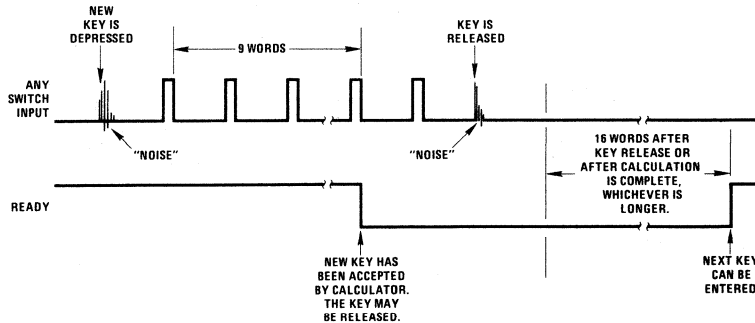 NEW
KEY IS
DEPRESSED
9 WORDS
KEY IS
RELEASED
ANY
SWITCH
INPUT
"NOISE"
"NOISE"
16 WORDS AFTER
KEY RELEASE OR
AFTER CALCULATION
IS COMPLETE,
WHICHEVER IS
LONGER.
READY
NEW KEY HAS
BEEN ACCEPTED
BY CALCULATOR.
THE KEY MAY
BE RELEASED.
NEXT KEY
CAN BE
ENTERED